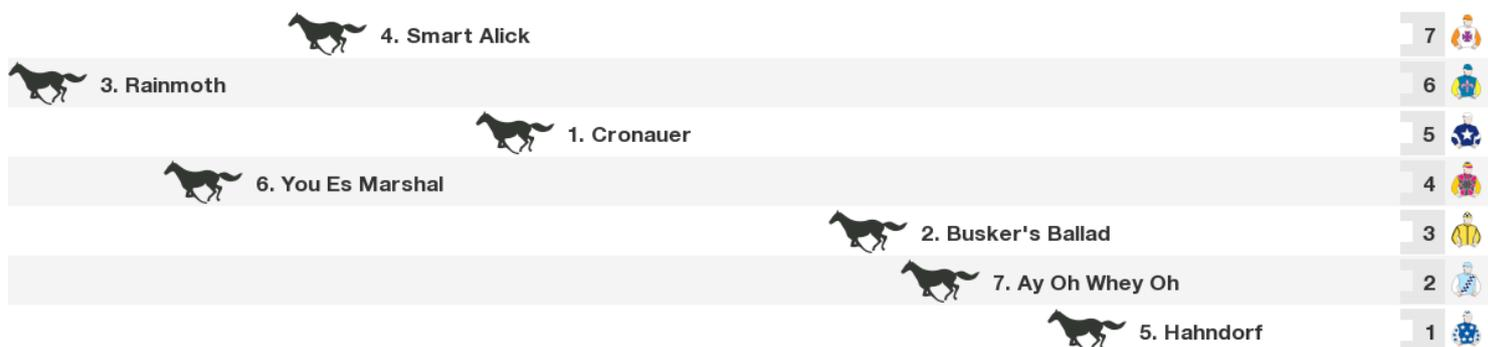 4. Smart Alick 7
3. Rainmoth 6
1. Cronauer 5
6. You Es Marshal 4
2. Busker's Ballad 3
7. Ay Oh Whey Oh 2
5. Hahndorf 1